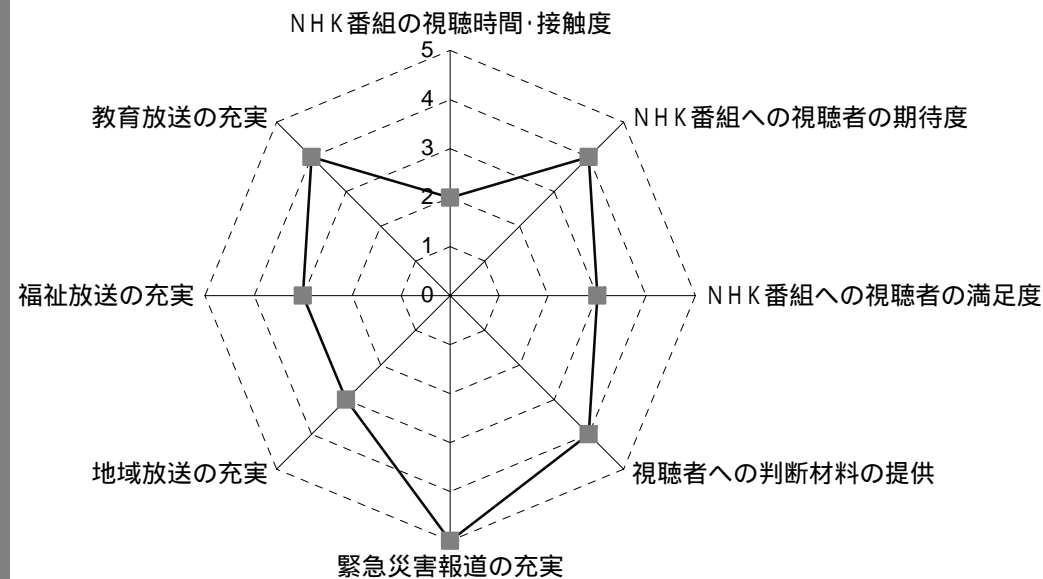 NHK番組の視聴時間·接触度
5
教育放送の充実
4
NHK番組への視聴者の期待度
3
2
1
福祉放送の充実
0
NHK番組への視聴者の満足度
地域放送の充実
視聴者への判断材料の提供
緊急災害報道の充実